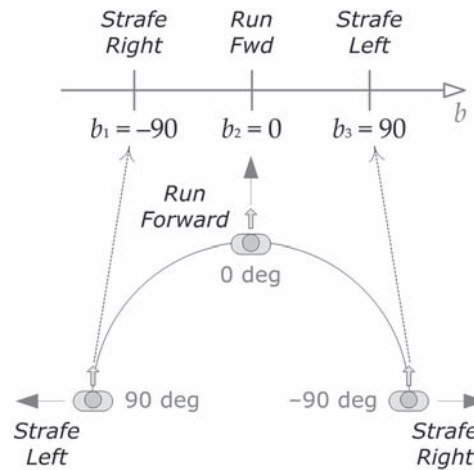 Strafe Right
Run Fwd
Strafe Left
b
b₁ = −90
b₂ = 0
b₃ = 90
Run Forward
0 deg
90 deg
−90 deg
Strafe Left
Strafe Right